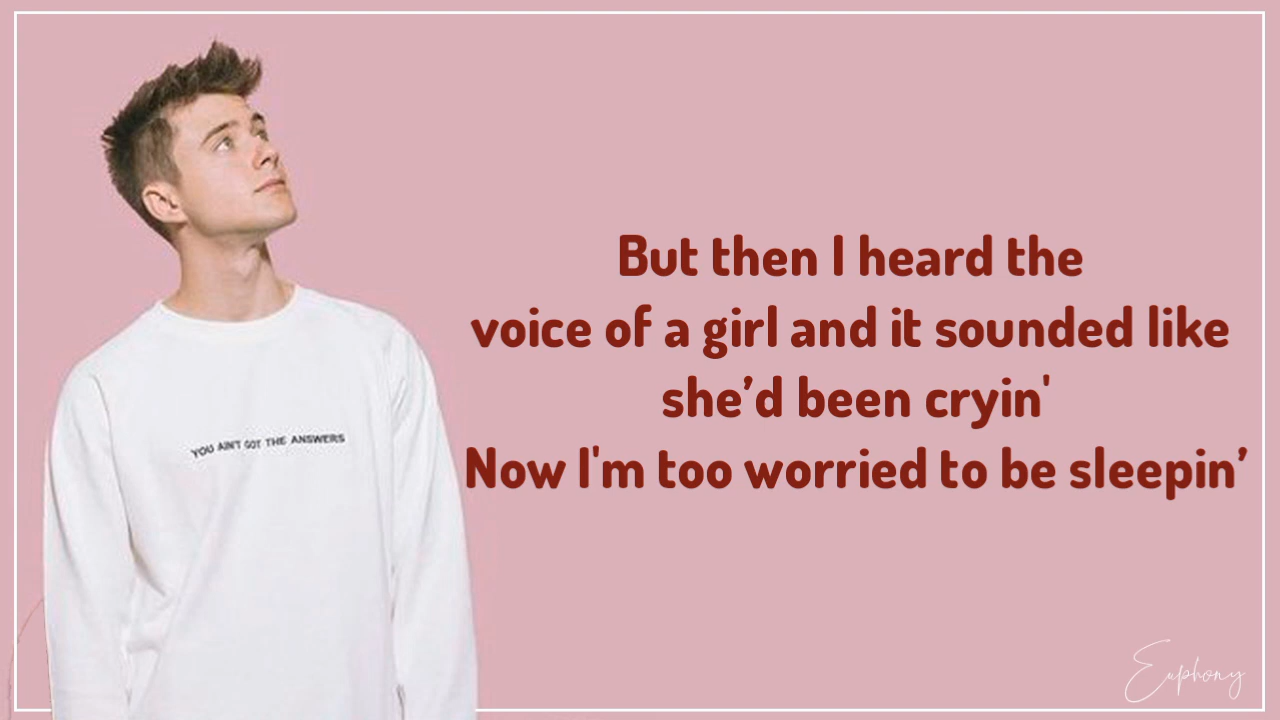 YOU AIN'T GOT THE ANSWERS
But then I heard the
voice of a girl and it sounded like
she’d been cryin'
Now I'm too worried to be sleepin’
Euphony